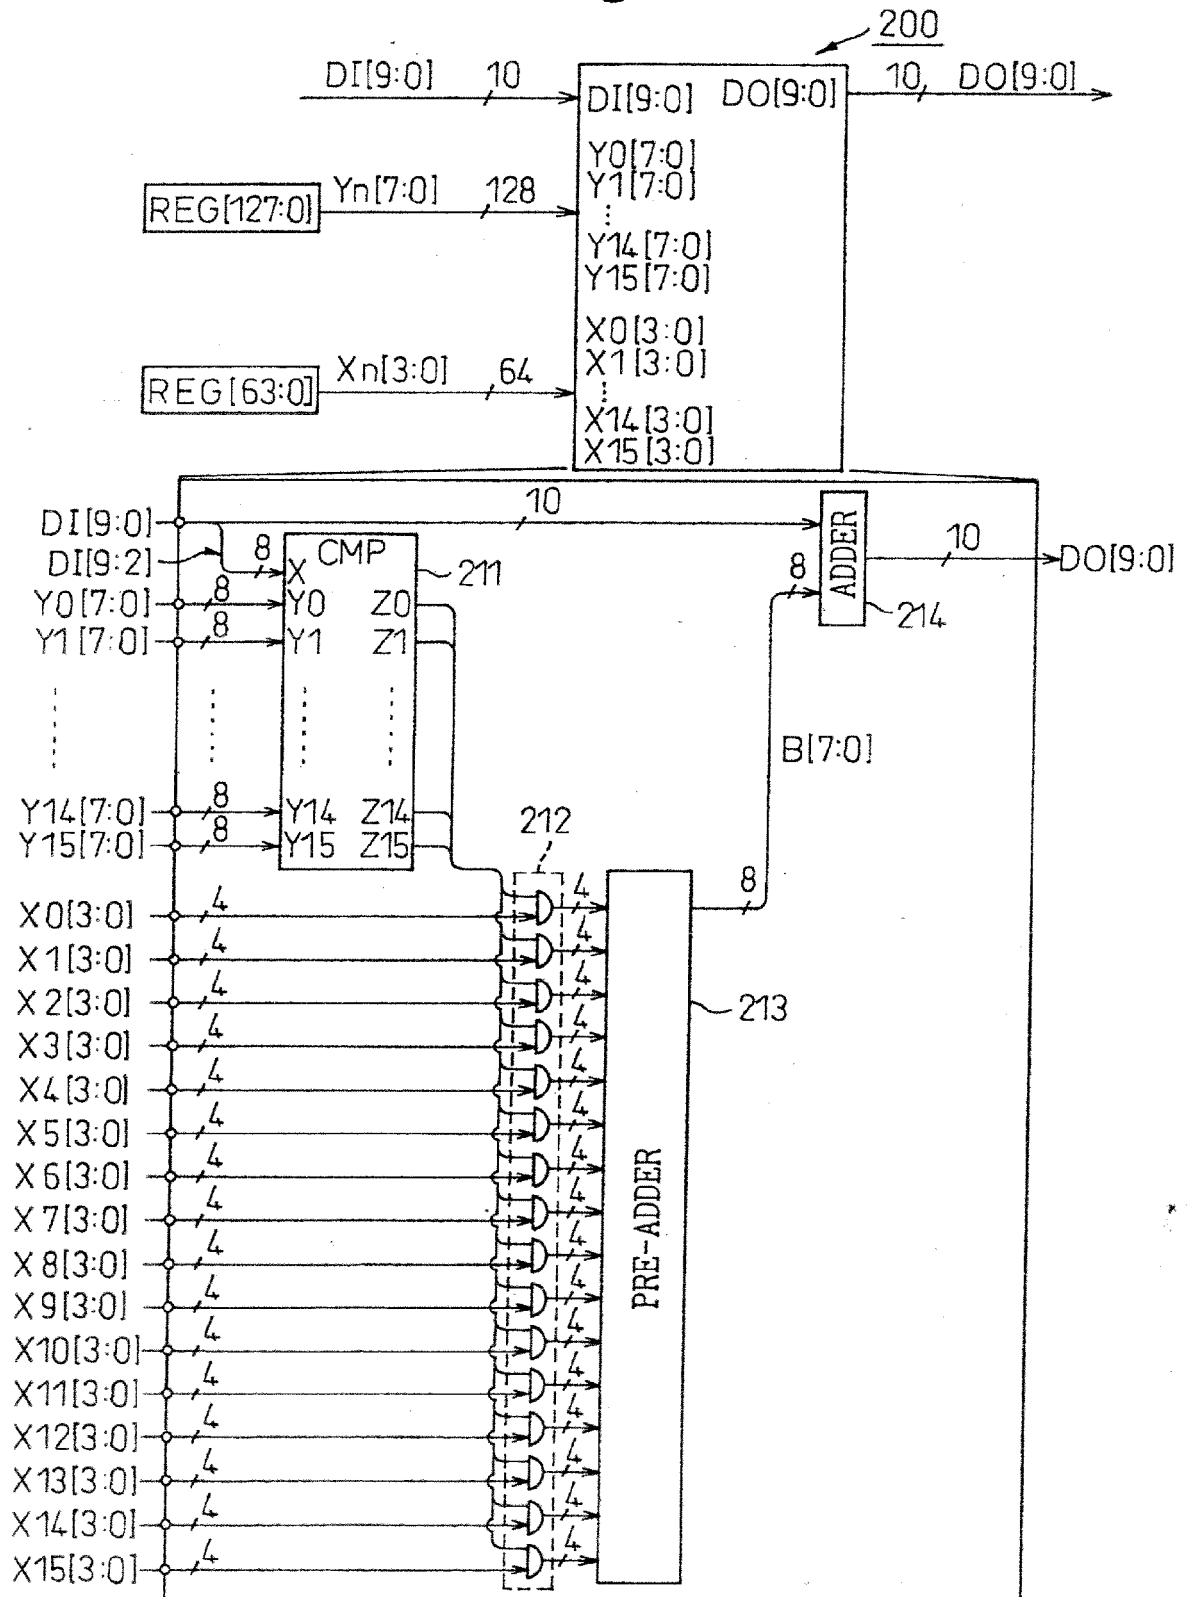 200
DI[9:0] 10
10 DO[9:0]
DI[9:0] DO[9:0]
Y0[7:0]
Y1[7:0]
Y14[7:0]
Y15[7:0]
REG[127:0] Yn[7:0] 128
X0[3:0]
X1[3:0]
X14[3:0]
X15[3:0]
REG[63:0] Xn[3:0] 64
DI[9:0] 10
DI[9:2] 8
X CMP 211
ADDER 214
10 DO[9:0]
8
Y0[7:0] 8 Y0 Z0
Y1[7:0] 8 Y1 Z1
B[7:0]
Y14[7:0] 8 Y14 Z14
Y15[7:0] 8 Y15 Z15
212
8
PRE-ADDER 213
X0[3:0] 4 4
X1[3:0] 4 4
X2[3:0] 4 4
X3[3:0] 4 4
X4[3:0] 4 4
X5[3:0] 4 4
X6[3:0] 4 4
X7[3:0] 4 4
X8[3:0] 4 4
X9[3:0] 4 4
X10[3:0] 4 4
X11[3:0] 4 4
X12[3:0] 4 4
X13[3:0] 4 4
X14[3:0] 4 4
X15[3:0] 4 4